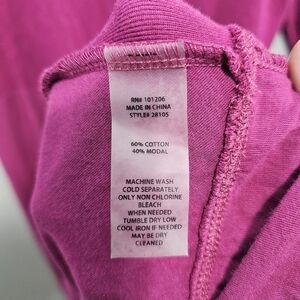 RN# 101206
MADE IN CHINA
STYLE# 28105
60% COTTON
40% MODAL
MACHINE WASH
COLD SEPARATELY
ONLY NON CHLORINE
BLEACH
WHEN NEEDED
TUMBLE DRY LOW
COOL IRON IF NEEDED
MAY BE DRY
CLEANED